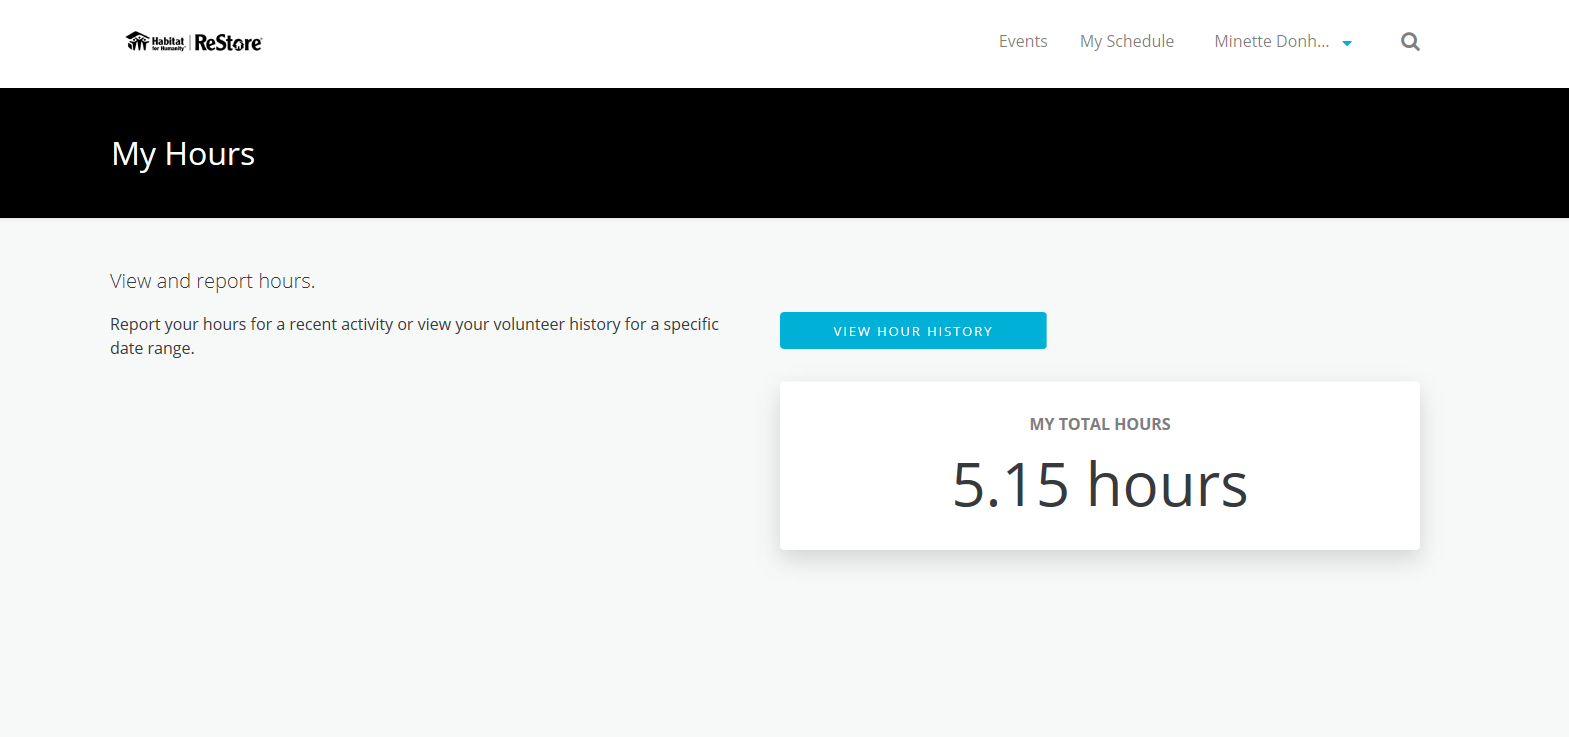 Habitat for Humanity® | ReStore®
Events
My Schedule
Minette Donh...
My Hours
View and report hours.
Report your hours for a recent activity or view your volunteer history for a specific
date range.
VIEW HOUR HISTORY
MY TOTAL HOURS
5.15 hours